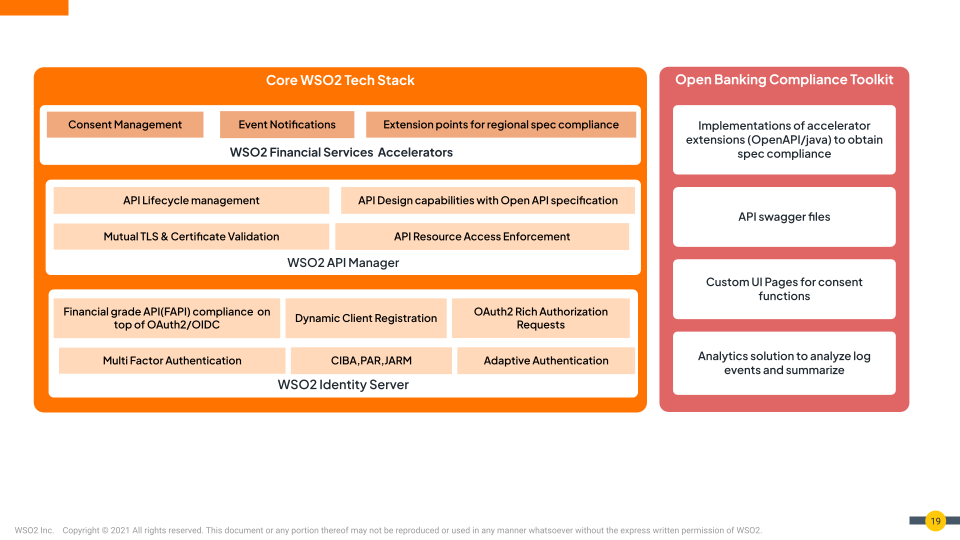 Core WSO2 Tech Stack
Consent Management
Event Notifications
Extension points for regional spec compliance
WSO2 Financial Services Accelerators
API Lifecycle management
API Design capabilities with Open API specification
Mutual TLS & Certificate Validation
API Resource Access Enforcement
WSO2 API Manager
Financial grade API(FAPI) compliance on
top of OAuth2/OIDC
Dynamic Client Registration
OAuth2 Rich Authorization
Requests
Multi Factor Authentication
CIBA,PAR,JARM
Adaptive Authentication
WSO2 Identity Server
Open Banking Compliance Toolkit
Implementations of accelerator
extensions (OpenAPI/java) to obtain
spec compliance
API swagger files
Custom UI Pages for consent
functions
Analytics solution to analyze log
events and summarize
WSO2 Inc. Copyright © 2021 All rights reserved. This document or any portion thereof may not be reproduced or used in any manner whatsoever without the express written permission of WSO2.
19